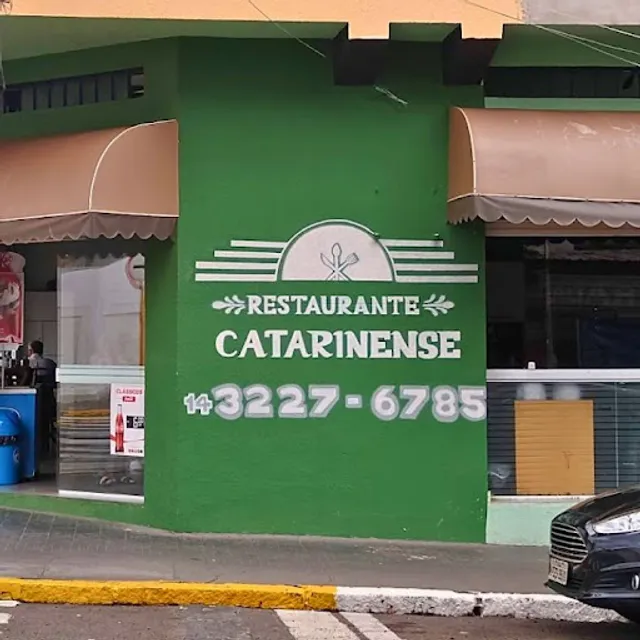 RESTAURANTE
CATARINENSE
14 3227-6785